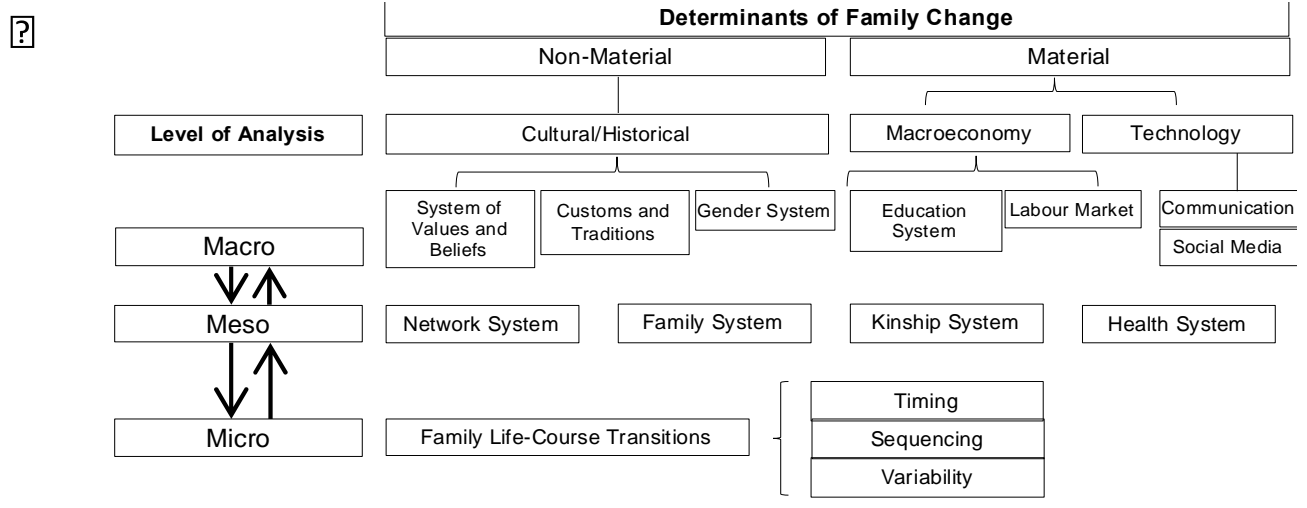 Determinants of Family Change
Non-Material
Material
Level of Analysis
Cultural/Historical
Macroeconomy
Technology
System of
Values and
Beliefs
Customs and
Traditions
Gender System
Education
System
Labour Market
Communication
Social Media
Macro
Meso
Network System
Family System
Kinship System
Health System
Micro
Family Life-Course Transitions
Timing
Sequencing
Variability